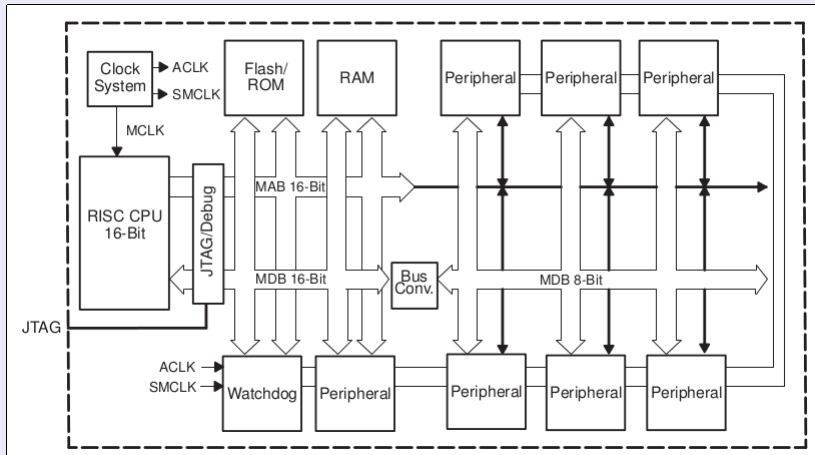 Clock
System
ACLK
SMCLK
MCLK
Flash/
ROM
RAM
Peripheral
Peripheral
Peripheral
RISC CPU
16-Bit
JTAG/Debug
MAB 16-Bit
MDB 16-Bit
Bus
Conv.
MDB 8-Bit
JTAG
ACLK
SMCLK
Watchdog
Peripheral
Peripheral
Peripheral
Peripheral